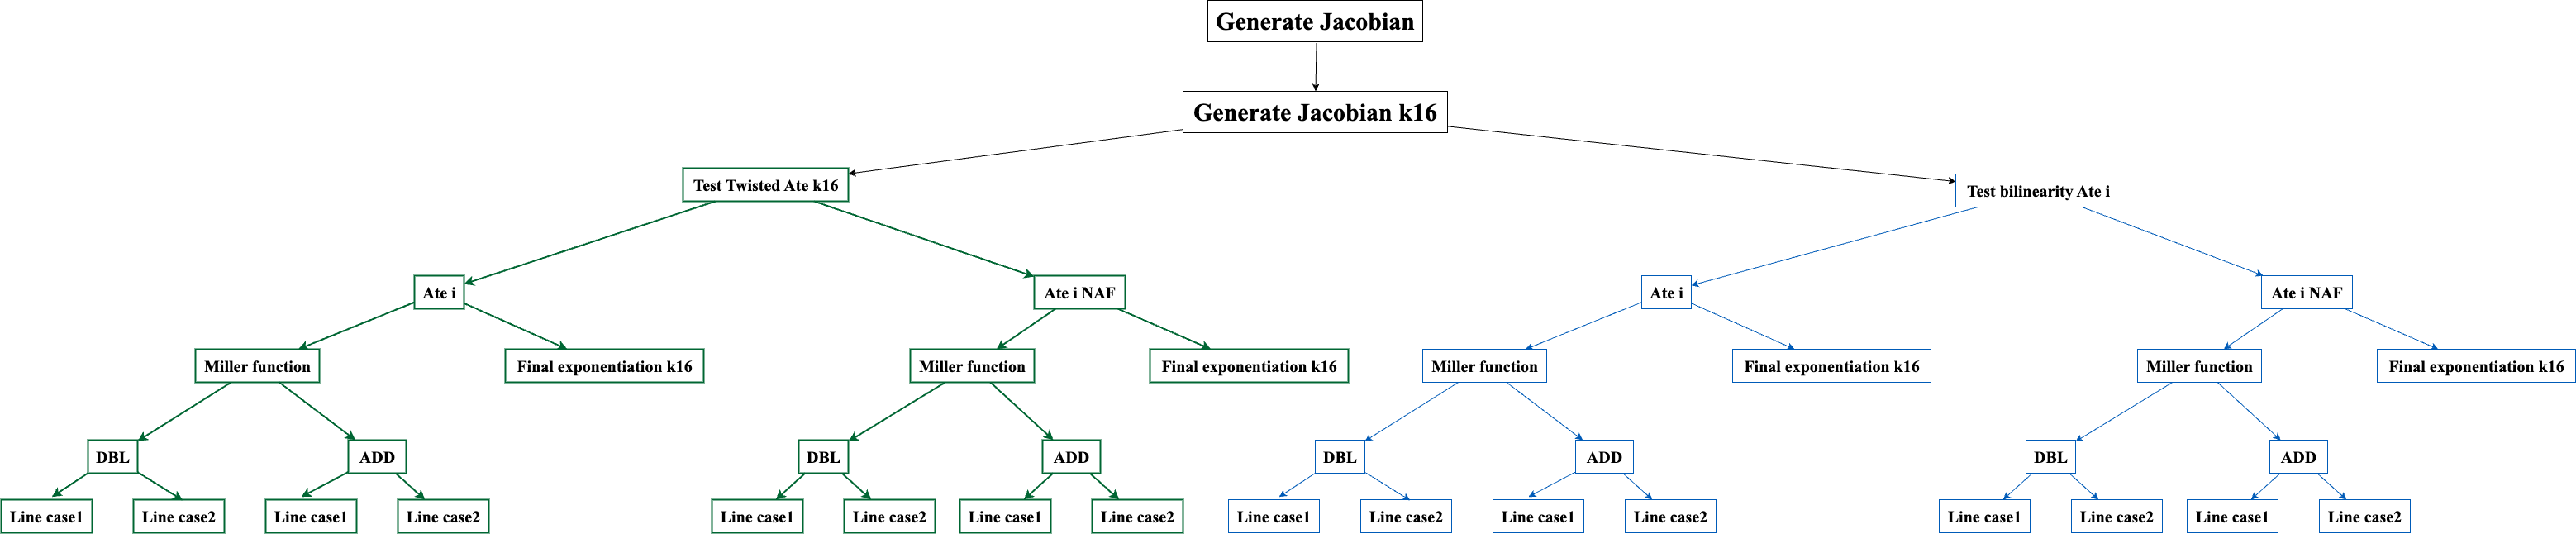 Generate Jacobian
Generate Jacobian k16
Test Twisted Ate k16
Test bilinearity Ate i
Ate i
Ate i NAF
Ate i
Ate i NAF
Miller function
Final exponentiation k16
Miller function
Final exponentiation k16
Miller function
Final exponentiation k16
Miller function
Final exponentiation k16
DBL
ADD
DBL
ADD
DBL
ADD
DBL
ADD
Line case1
Line case2
Line case1
Line case2
Line case1
Line case2
Line case1
Line case2
Line case1
Line case2
Line case1
Line case2
Line case1
Line case2
Line case1
Line case2